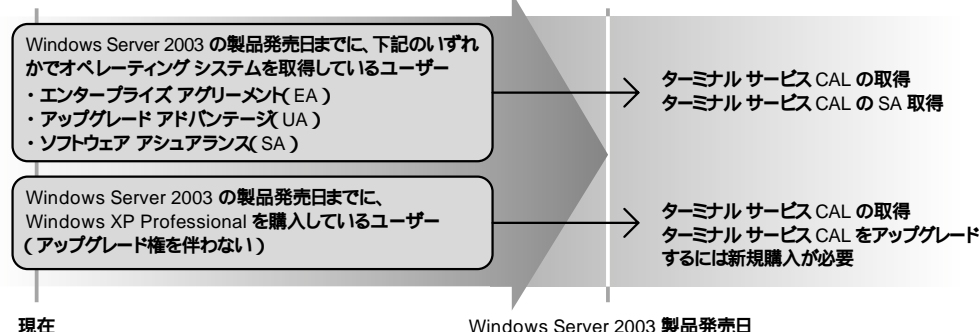 Windows Server 2003 の製品発売日までに、下記のいずれ
かでオペレーティング システムを取得しているユーザー
・エンタープライズ アグリーメント（EA）
・アップグレード アドバンテージ（UA）
・ソフトウェア アシュアランス（SA）
ターミナル サービス CAL の取得
ターミナル サービス CAL の SA 取得
Windows Server 2003 の製品発売日までに、
Windows XP Professional を購入しているユーザー
（アップグレード権を伴わない）
ターミナル サービス CAL の取得
ターミナル サービス CAL をアップグレード
するには新規購入が必要
現在
Windows Server 2003 製品発売日